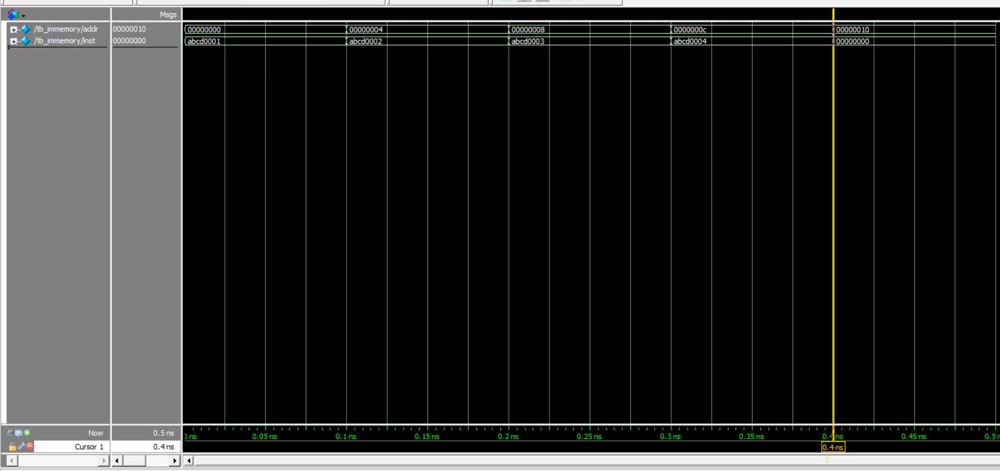 Msgs
/tb_immemory/addr 00000010 00000000 00000004 00000008 0000000c 00000010
/tb_immemory/inst 00000000 abcd0001 abcd0002 abcd0003 abcd0004 00000000
Now 0.5 ns ns 0.05 ns 0.1 ns 0.15 ns 0.2 ns 0.25 ns 0.3 ns 0.35 ns 0.4 ns 0.45 ns 0.5
Cursor 1 0.4 ns 0.4 ns